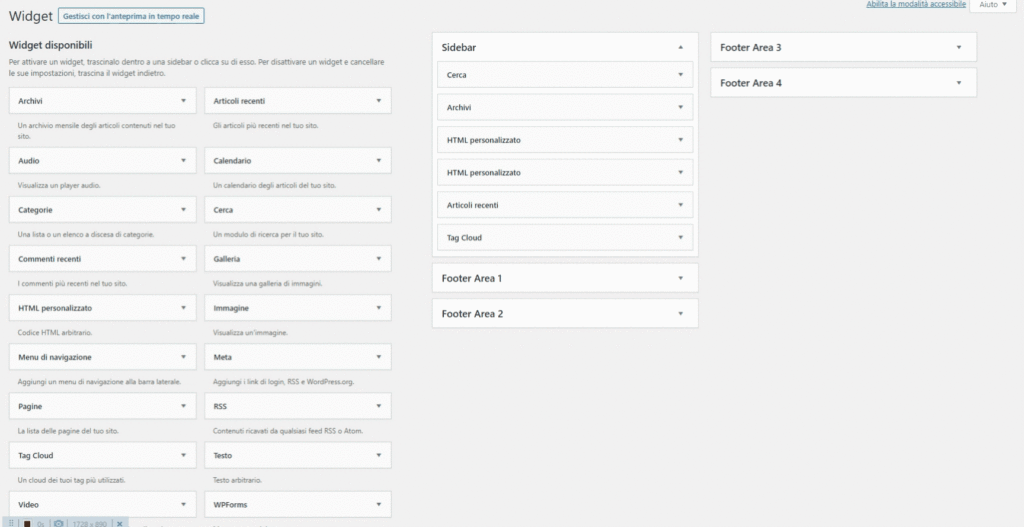 Widget
Gestisci con l'anteprima in tempo reale
Abilita la modalità accessibile
Aiuto
Widget disponibili
Per attivare un widget, trascinalo dentro a una sidebar o clicca su di esso. Per disattivare un widget e cancellare
le sue impostazioni, trascina il widget indietro.
Archivi
Articoli recenti
Un archivio mensile degli articoli contenuti nel tuo
sito.
Gli articoli più recenti nel tuo sito.
Audio
Calendario
Visualizza un player audio.
Un calendario degli articoli del tuo sito.
Categorie
Cerca
Una lista o un elenco a discesa di categorie.
Un modulo di ricerca per il tuo sito.
Commenti recenti
Galleria
I commenti più recenti nel tuo sito.
Visualizza una galleria di immagini.
HTML personalizzato
Immagine
Codice HTML arbitrario.
Visualizza un'immagine.
Menu di navigazione
Meta
Aggiungi un menu di navigazione alla barra laterale.
Aggiungi i link di login, RSS e WordPress.org.
Pagine
RSS
La lista delle pagine del tuo sito.
Contenuti ricavati da qualsiasi feed RSS o Atom.
Tag Cloud
Testo
Un cloud dei tuoi tag più utilizzati.
Testo arbitrario.
Video
WPForms
0s
1728 x 890
Sidebar
Cerca
Archivi
HTML personalizzato
HTML personalizzato
Articoli recenti
Tag Cloud
Footer Area 1
Footer Area 2
Footer Area 3
Footer Area 4